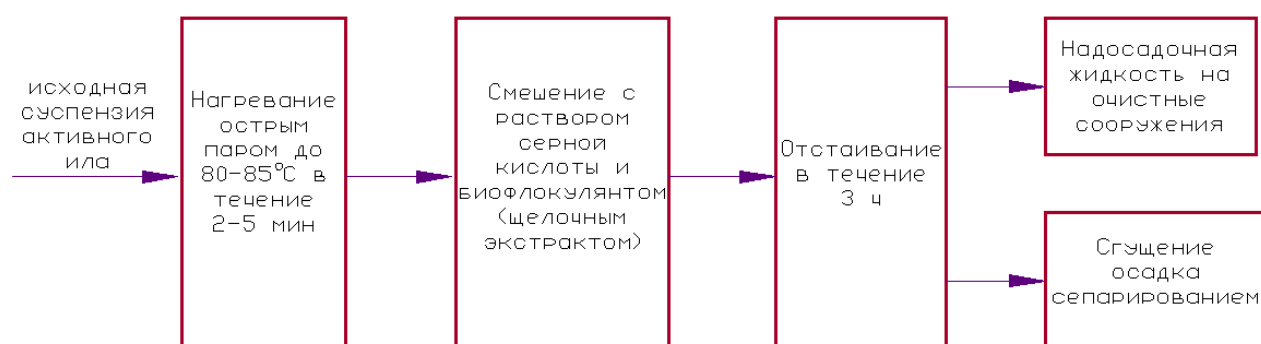 исходная
суспензия
активного
ила
Нагревание
острым
паром до
80-85°С в
течение
2-5 мин
Смешение с
раствором
серной
кислоты и
биофлокулянтом
(щелочным
экстрактом)
Отстаивание
в течение
3 ч
Надосадочная
жидкость на
очистные
сооружения
Сгущение
осадка
сепарированием